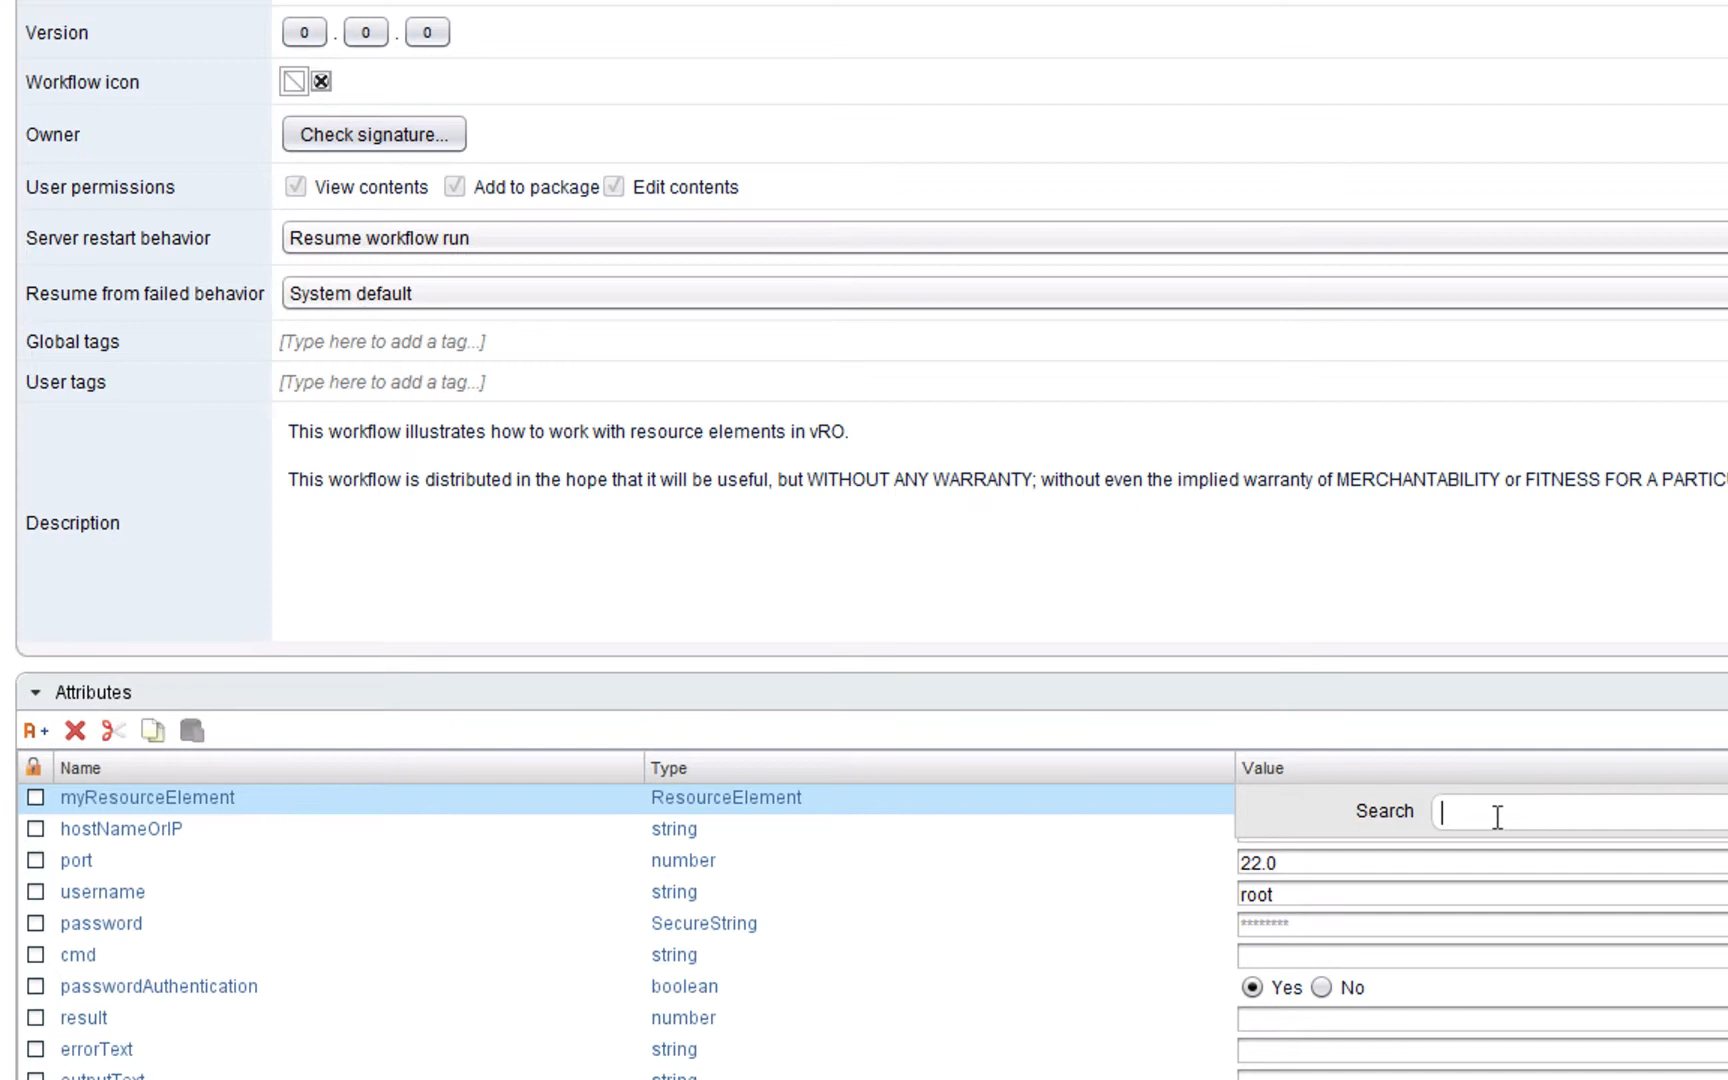 Version 0 . 0 . 0
Workflow icon
Owner Check signature...
User permissions View contents Add to package Edit contents
Server restart behavior Resume workflow run
Resume from failed behavior System default
Global tags [Type here to add a tag...]
User tags [Type here to add a tag...]
This workflow illustrates how to work with resource elements in vRO.
This workflow is distributed in the hope that it will be useful, but WITHOUT ANY WARRANTY; without even the implied warranty of MERCHANTABILITY or FITNESS FOR A PARTIC
Description
Attributes
A+
Name Type Value
myResourceElement ResourceElement Search
hostNameOrIP string
port number 22.0
username string root
password SecureString ********
cmd string
passwordAuthentication boolean Yes No
result number
errorText string
outputText string